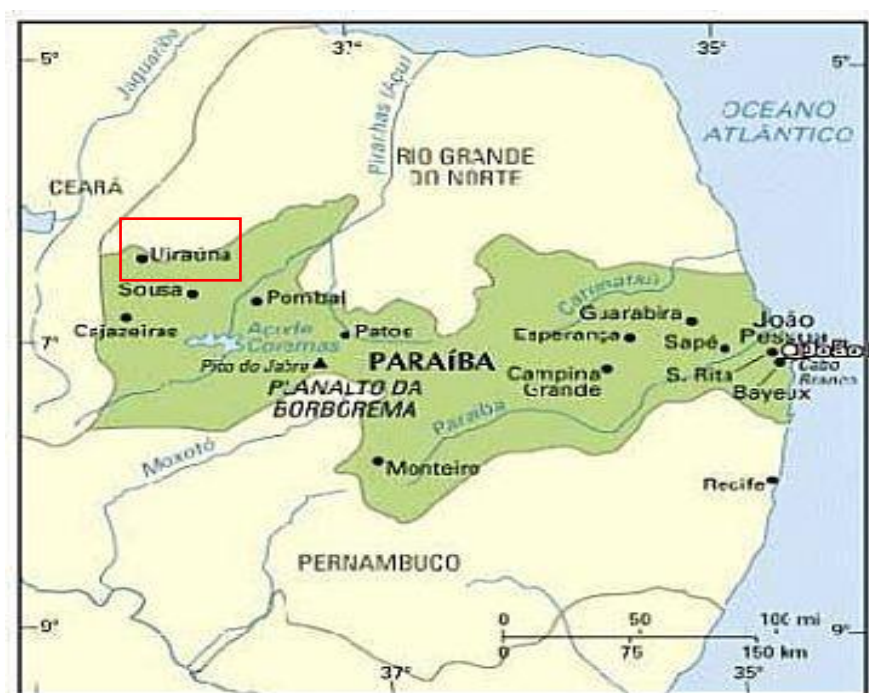 37° 35°
5° 5°
Jaguaribe
Piranhas (Açu)
OCEANO
ATLÂNTICO
RIO GRANDE
DO NORTE
CEARÁ
Uiraúna
Sousa
Pombal
Cajazeiras
Açude
Coremas
Patos
Pico do Jabre
PLANALTO DA
BORBOREMA
PARAíBA
Curimataú
Guarabira
Esperança
Sapé
João
Campina
Grande
S. Rita
Bayeux
Cabo
Branco
7°
Paraíba
Moxotó
Monteiro
Recife
PERNAMBUCO
0 50 100 mi
0 75 150 km
9° 9°
37° 35°